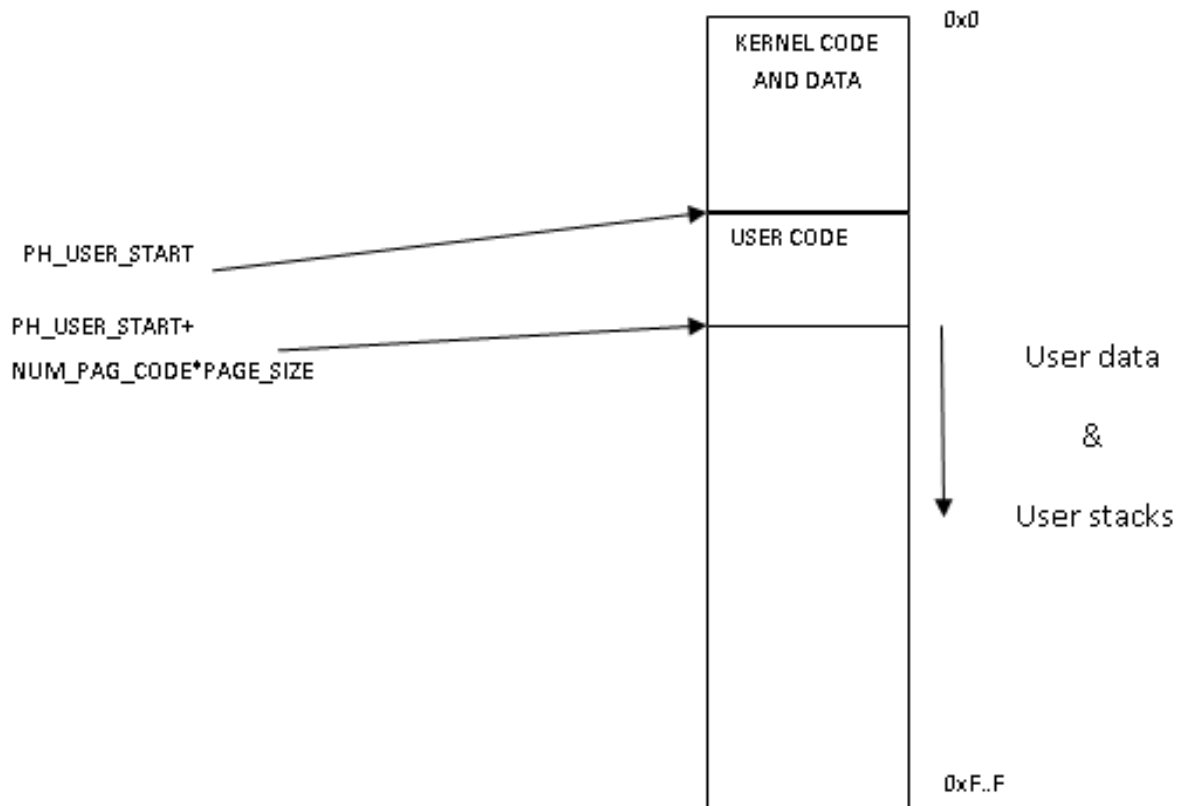 0x0
KERNEL CODE
AND DATA
USER CODE
PH_USER_START
PH_USER_START+
NUM_PAG_CODE*PAGE_SIZE
User data
&
User stacks
0xF..F